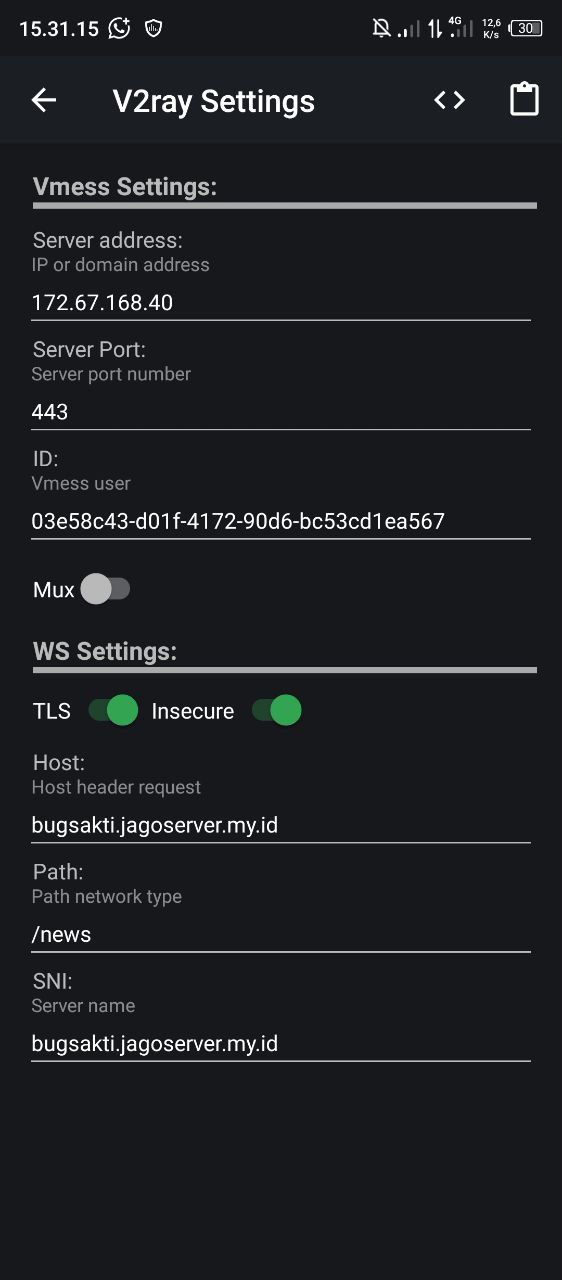 15.31.15
4G
12,6
K/s
30
V2ray Settings
Vmess Settings:
Server address:
IP or domain address
172.67.168.40
Server Port:
Server port number
443
ID:
Vmess user
03e58c43-d01f-4172-90d6-bc53cd1ea567
Mux
WS Settings:
TLS Insecure
Host:
Host header request
bugsakti.jagoserver.my.id
Path:
Path network type
/news
SNI:
Server name
bugsakti.jagoserver.my.id